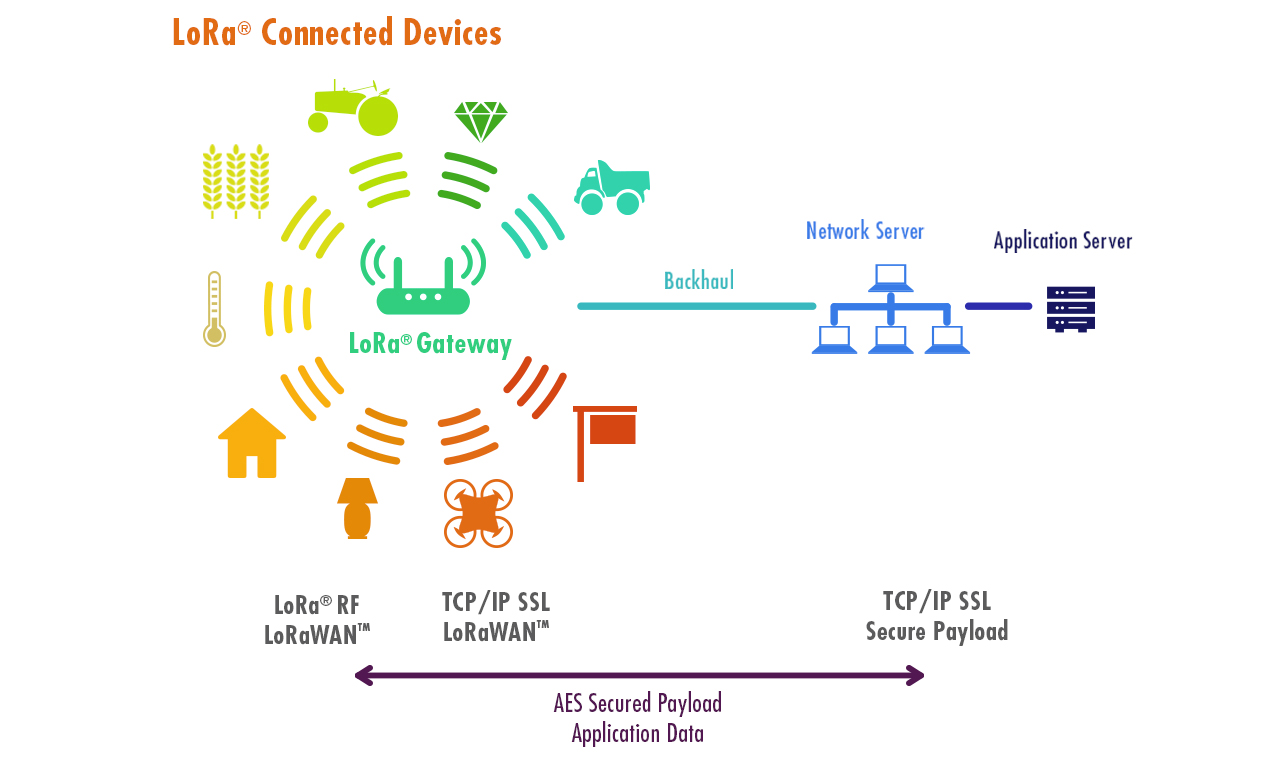 LoRa® Connected Devices
Network Server
Application Server
Backhaul
LoRa® Gateway
LoRa® RF
LoRaWAN™
TCP/IP SSL
LoRaWAN™
TCP/IP SSL
Secure Payload
AES Secured Payload
Application Data